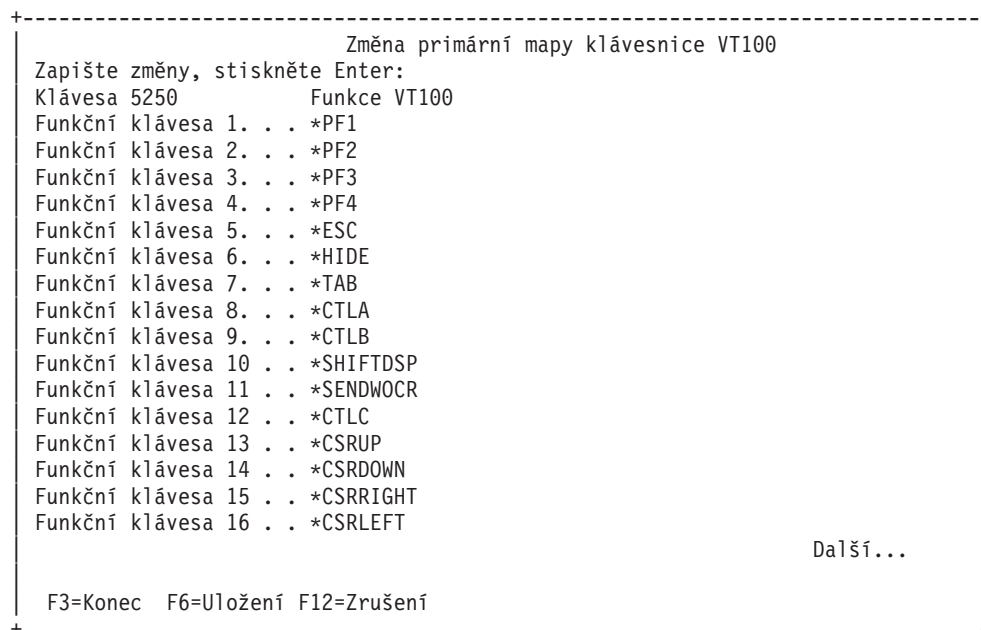 Změna primární mapy klávesnice VT100
Zapište změny, stiskněte Enter:
Klávesa 5250 Funkce VT100
Funkční klávesa 1. . . *PF1
Funkční klávesa 2. . . *PF2
Funkční klávesa 3. . . *PF3
Funkční klávesa 4. . . *PF4
Funkční klávesa 5. . . *ESC
Funkční klávesa 6. . . *HIDE
Funkční klávesa 7. . . *TAB
Funkční klávesa 8. . . *CTLA
Funkční klávesa 9. . . *CTLB
Funkční klávesa 10 . . *SHIFTDSP
Funkční klávesa 11 . . *SENDWOCR
Funkční klávesa 12 . . *CTLC
Funkční klávesa 13 . . *CSRUP
Funkční klávesa 14 . . *CSRDOWN
Funkční klávesa 15 . . *CSRRIGHT
Funkční klávesa 16 . . *CSRLEFT
Další...
F3=Konec F6=Uložení F12=Zrušení